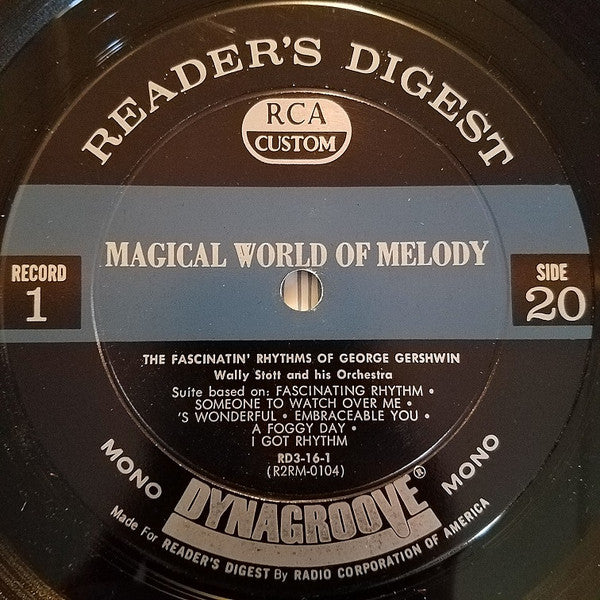 READER'S DIGEST
RCA
CUSTOM
MAGICAL WORLD OF MELODY
RECORD
1
SIDE
20
THE FASCINATIN' RHYTHMS OF GEORGE GERSHWIN
Wally Stott and his Orchestra
Suite based on: FASCINATING RHYTHM •
SOMEONE TO WATCH OVER ME •
'S WONDERFUL • EMBRACEABLE YOU •
A FOGGY DAY •
I GOT RHYTHM
RD3-16-1
(R2RM-0104)
MONO
MONO
DYNAGROOVE®
Made For READER'S DIGEST By RADIO CORPORATION OF AMERICA